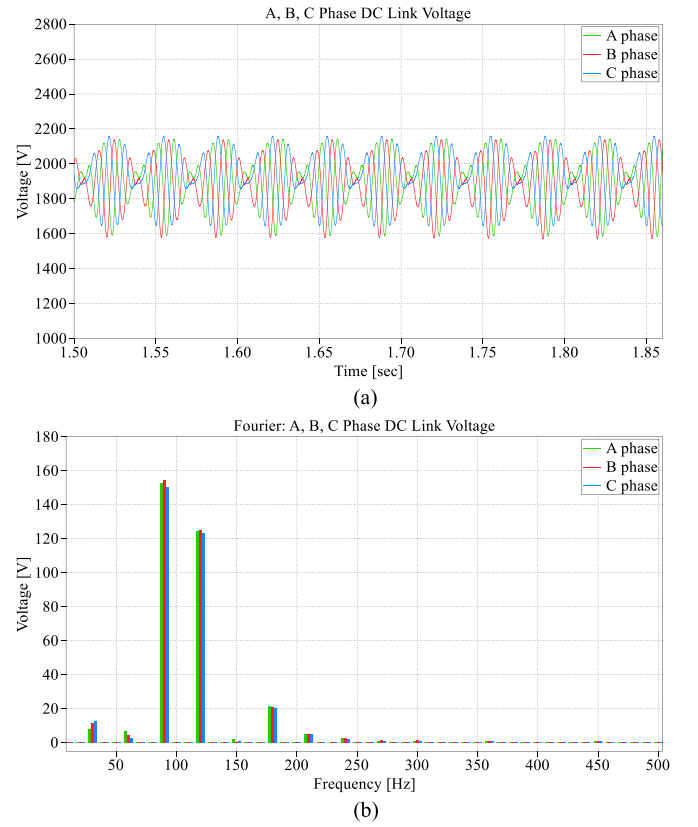 A, B, C Phase DC Link Voltage
2800
2600
2400
2200
2000
1800
1600
1400
1200
1000
Voltage [V]
A phase
B phase
C phase
1.50
1.55
1.60
1.65
1.70
1.75
1.80
1.85
Time [sec]
(a)
Fourier: A, B, C Phase DC Link Voltage
180
160
140
120
100
80
60
40
20
0
Voltage [V]
A phase
B phase
C phase
50
100
150
200
250
300
350
400
450
500
Frequency [Hz]
(b)